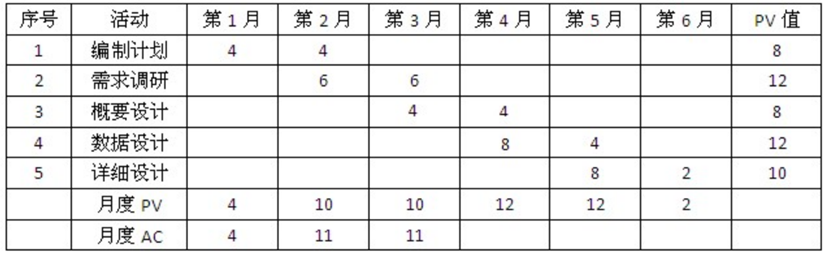 序号 活动 第1月 第2月 第3月 第4月 第5月 第6月 PV值
1 编制计划 4 4 8
2 需求调研 6 6 12
3 概要设计 4 4 8
4 数据设计 8 4 12
5 详细设计 8 2 10
月度PV 4 10 10 12 12 2
月度AC 4 11 11